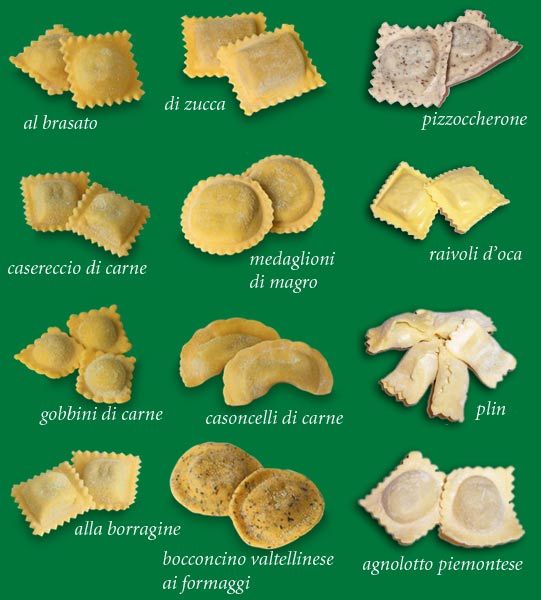 al brasato
di zucca
pizzoccherone
casereccio di carne
medaglioni
di magro
raivoli d'oca
gobbini di carne
casoncelli di carne
plin
alla borragine
bocconcino valtellinese
ai formaggi
agnolotto piemontese